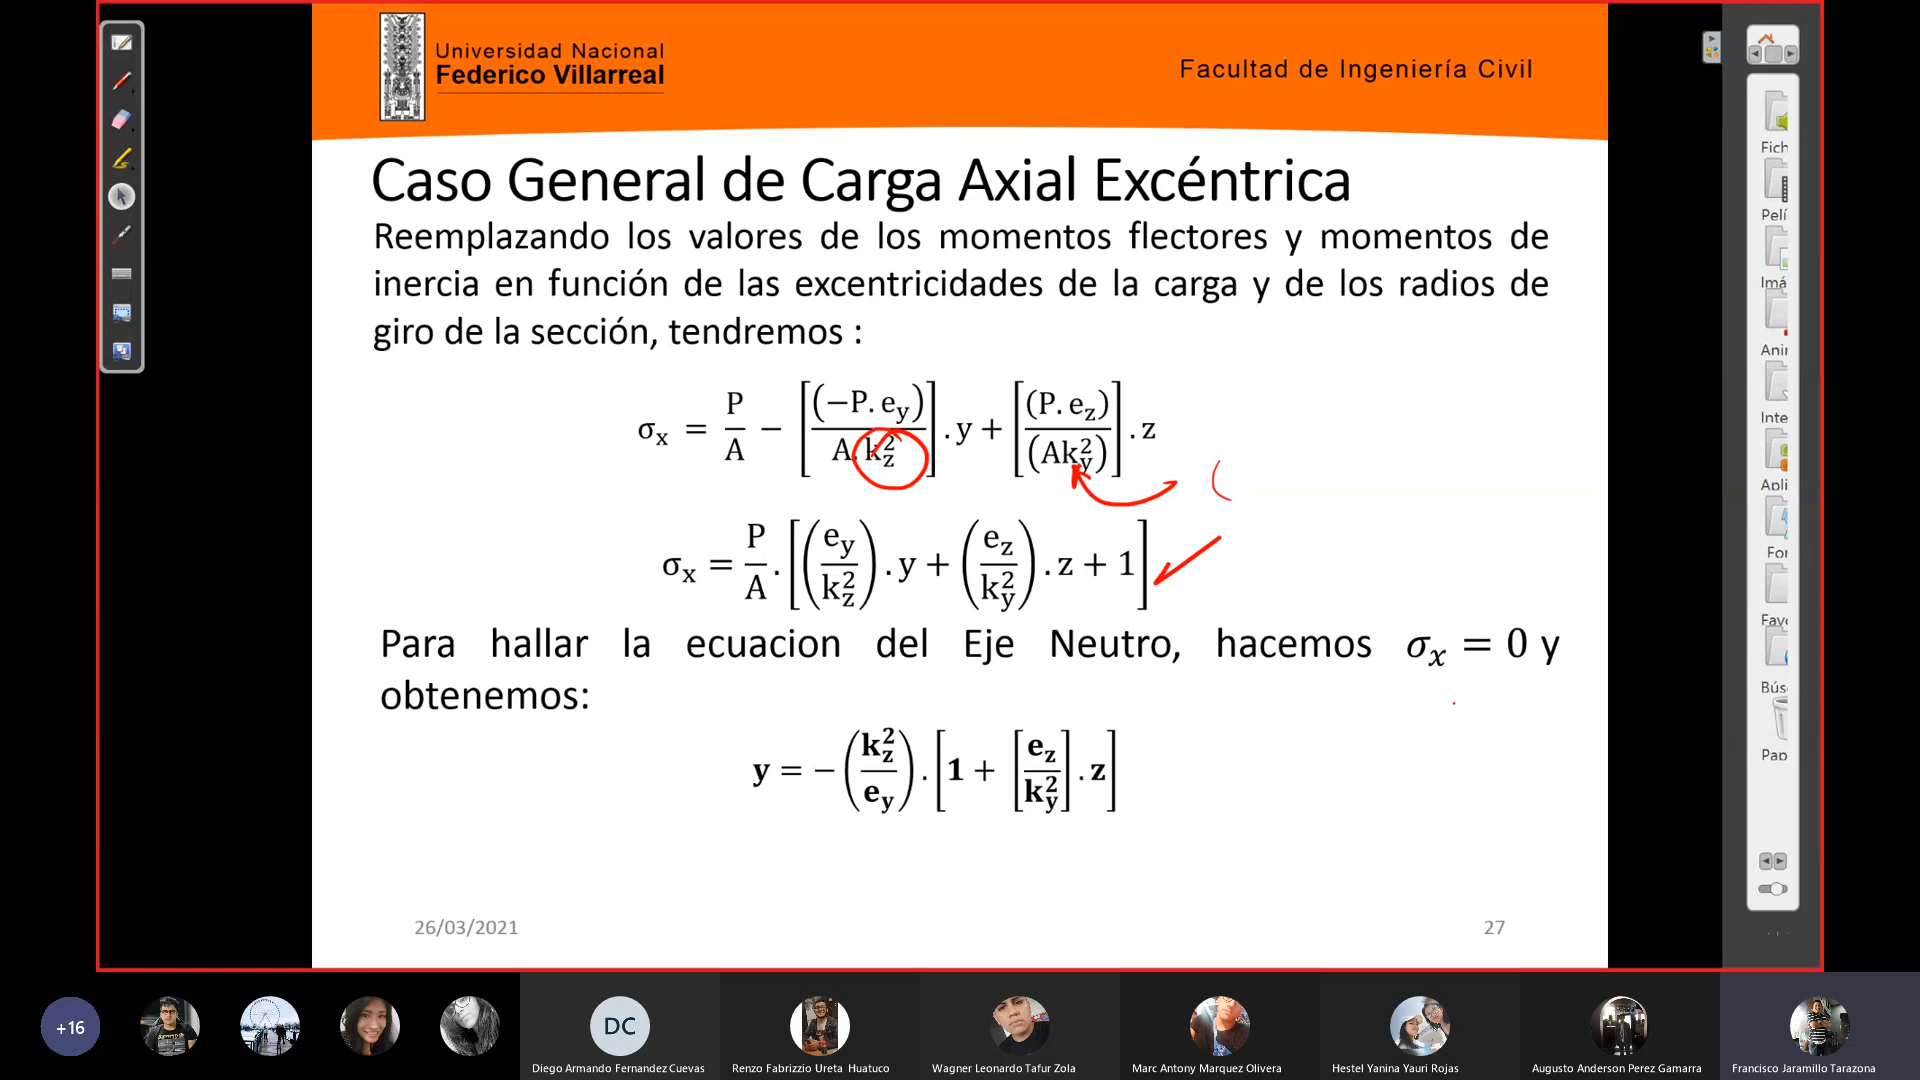 Universidad Nacional
Federico Villarreal
Facultad de Ingeniería Civil
Caso General de Carga Axial Excéntrica
Reemplazando los valores de los momentos flectores y momentos de
inercia en función de las excentricidades de la carga y de los radios de
giro de la sección, tendremos :
σx = P/A − [(−P. ey)/(A. kz²)] . y + [(P. ez)/(Aky²)] . z
σx = P/A . [(ey/kz²) . y + (ez/ky²) . z + 1]
Para hallar la ecuacion del Eje Neutro, hacemos σx = 0 y
obtenemos:
y = − (kz²/ey) . [1 + [ez/ky²] . z]
26/03/2021
27
Fich
Pelí
Imá
Ani
Inte
Apli
For
Favo
Bús
Pap
+16
DC
Diego Armando Fernandez Cuevas
Renzo Fabrizzio Ureta Huatuco
Wagner Leonardo Tafur Zola
Marc Antony Marquez Olivera
Hestel Yanina Yauri Rojas
Augusto Anderson Perez Gamarra
Francisco Jaramillo Tarazona